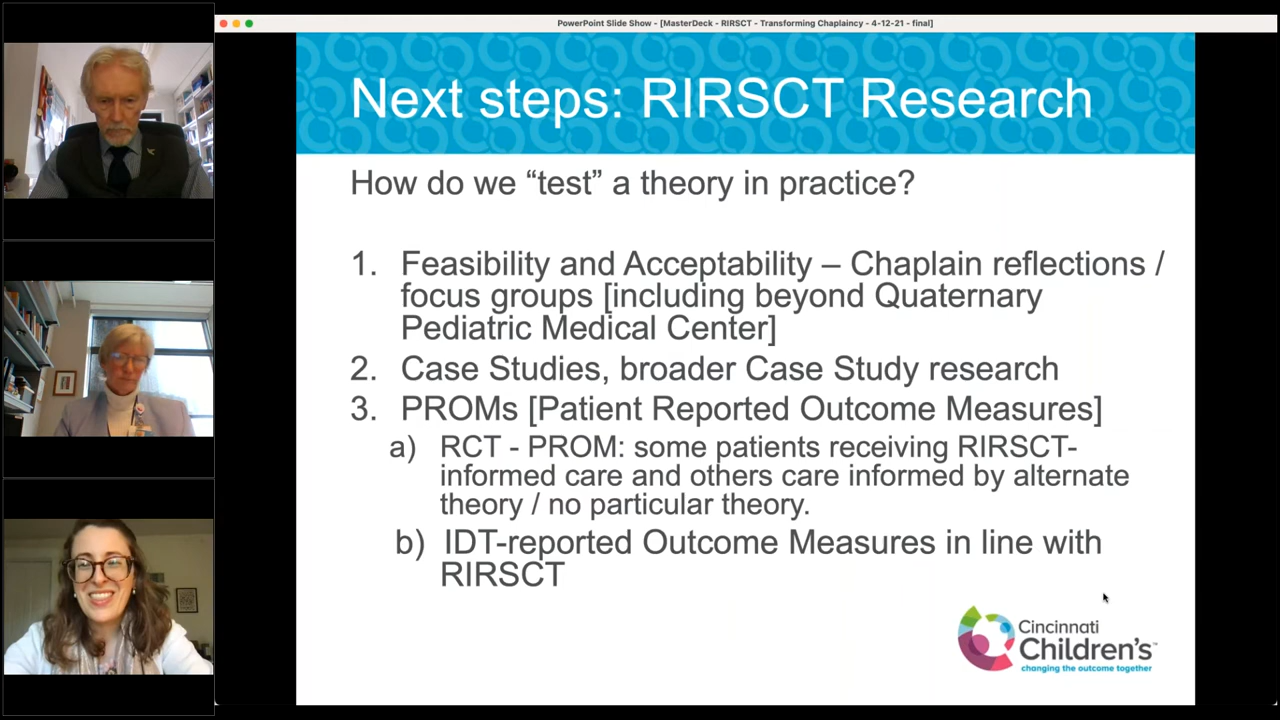 PowerPoint Slide Show - [MasterDeck - RIRSCT - Transforming Chaplaincy - 4-12-21 - final]
Next steps: RIRSCT Research
How do we “test” a theory in practice?
1. Feasibility and Acceptability – Chaplain reflections /
focus groups [including beyond Quaternary
Pediatric Medical Center]
2. Case Studies, broader Case Study research
3. PROMs [Patient Reported Outcome Measures]
a) RCT - PROM: some patients receiving RIRSCT-
informed care and others care informed by alternate
theory / no particular theory.
b) IDT-reported Outcome Measures in line with
RIRSCT
Cincinnati
Children's™
changing the outcome together